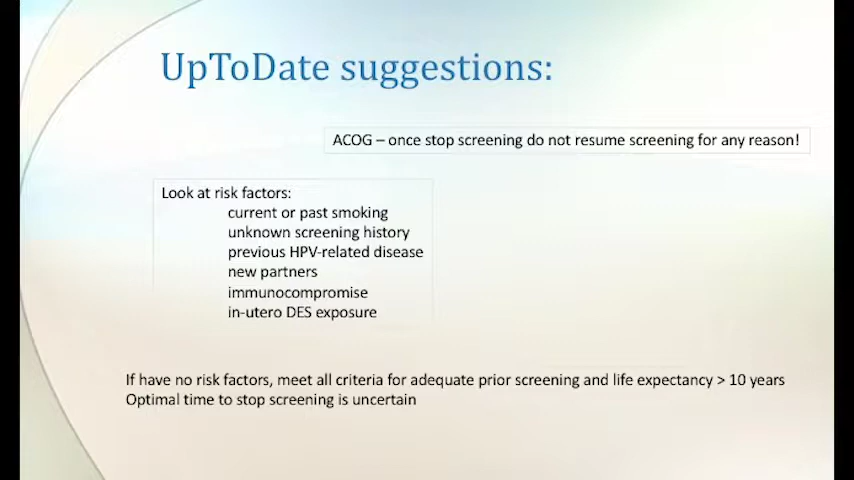 UpToDate suggestions:
ACOG – once stop screening do not resume screening for any reason!
Look at risk factors:
current or past smoking
unknown screening history
previous HPV-related disease
new partners
immunocompromise
in-utero DES exposure
If have no risk factors, meet all criteria for adequate prior screening and life expectancy > 10 years
Optimal time to stop screening is uncertain